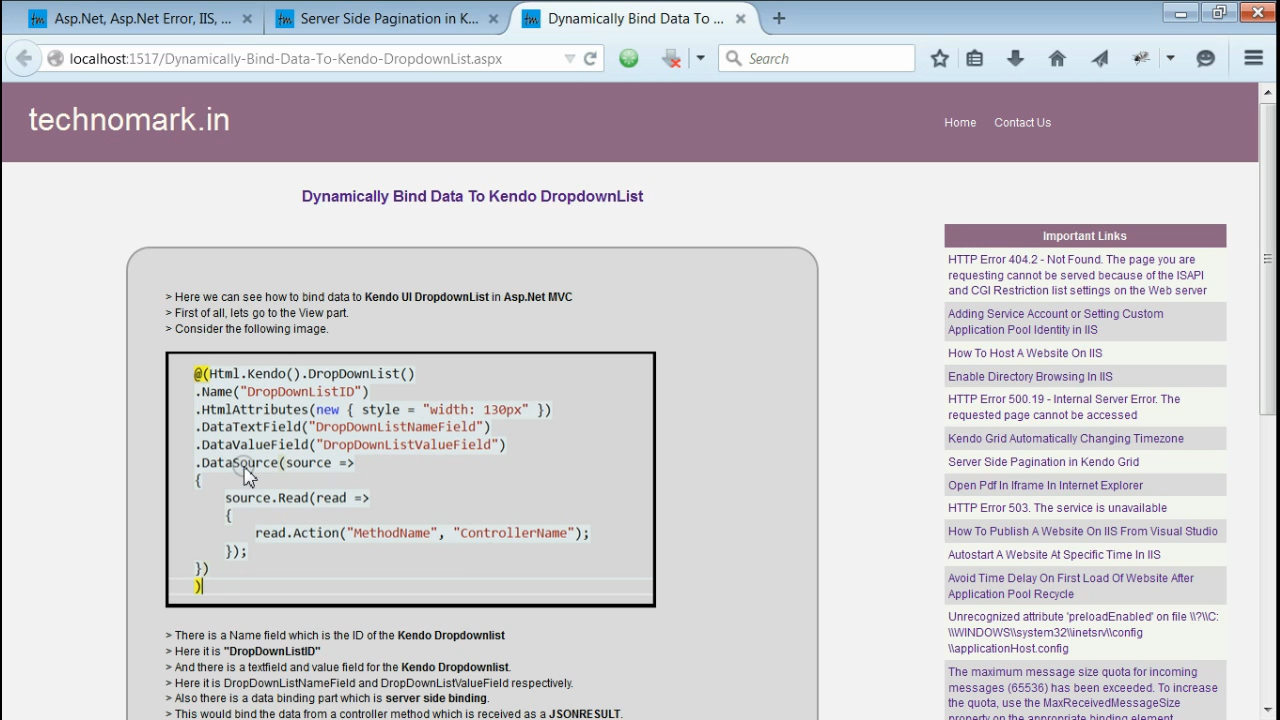 Asp.Net, Asp.Net Error, IIS, ...
Server Side Pagination in K...
Dynamically Bind Data To ...
localhost:1517/Dynamically-Bind-Data-To-Kendo-DropdownList.aspx
Search
technomark.in
Home Contact Us
Dynamically Bind Data To Kendo DropdownList
> Here we can see how to bind data to Kendo UI DropdownList in Asp.Net MVC
> First of all, lets go to the View part.
> Consider the following image.
@(Html.Kendo().DropDownList()
.Name("DropDownListID")
.HtmlAttributes(new { style = "width: 130px" })
.DataTextField("DropDownListNameField")
.DataValueField("DropDownListValueField")
.DataSource(source =>
{
source.Read(read =>
{
read.Action("MethodName", "ControllerName");
});
})
)
> There is a Name field which is the ID of the Kendo Dropdownlist
> Here it is "DropDownListID"
> And there is a textfield and value field for the Kendo Dropdownlist.
> Here it is DropDownListNameField and DropDownListValueField respectively.
> Also there is a data binding part which is server side binding.
> This would bind the data from a controller method which is received as a JSONRESULT.
Important Links
HTTP Error 404.2 - Not Found. The page you are
requesting cannot be served because of the ISAPI
and CGI Restriction list settings on the Web server
Adding Service Account or Setting Custom
Application Pool Identity in IIS
How To Host A Website On IIS
Enable Directory Browsing In IIS
HTTP Error 500.19 - Internal Server Error. The
requested page cannot be accessed
Kendo Grid Automatically Changing Timezone
Server Side Pagination in Kendo Grid
Open Pdf In Iframe In Internet Explorer
HTTP Error 503. The service is unavailable
How To Publish A Website On IIS From Visual Studio
Autostart A Website At Specific Time In IIS
Avoid Time Delay On First Load Of Website After
Application Pool Recycle
Unrecognized attribute 'preloadEnabled' on file \\?\C:
\WINDOWS\system32\inetsrv\config
\applicationHost.config
The maximum message size quota for incoming
messages (65536) has been exceeded. To increase
the quota, use the MaxReceivedMessageSize
property on the appropriate binding element